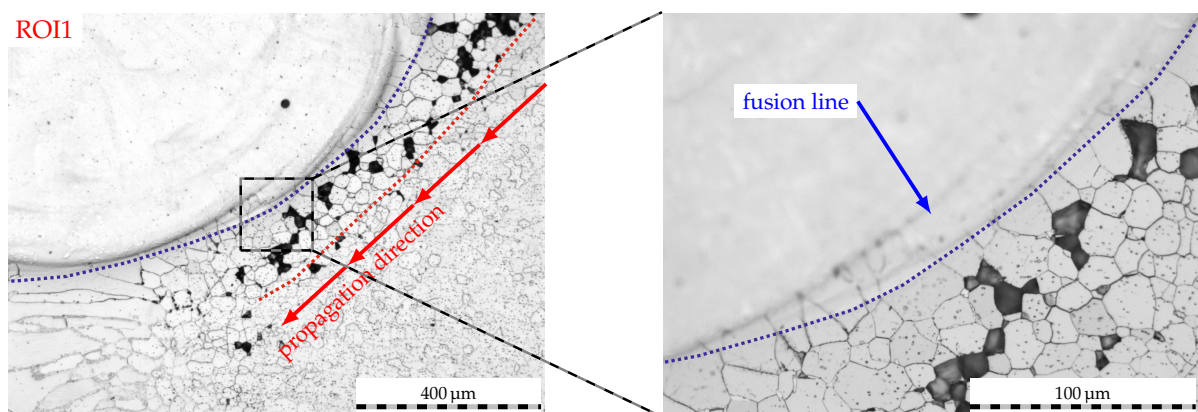 ROI1
propagation direction
400 µm
fusion line
100 µm